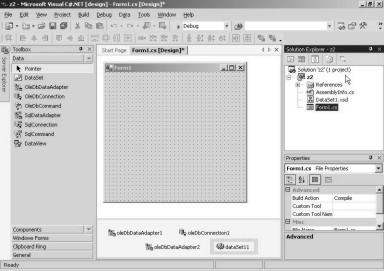 z2 - Microsoft Visual C# .NET [design] - Form1.cs [Design]*
File Edit View Project Build Debug Data Tools Window Help
Debug
Toolbox
Data
Pointer
DataSet
OleDbDataAdapter
OleDbConnection
OleDbCommand
SqlDataAdapter
SqlConnection
SqlCommand
DataView
Components
Windows Forms
Clipboard Ring
General
Server Explorer
Start Page Form1.cs [Design]*
Form1
oleDbDataAdapter1 oleDbConnection1
oleDbDataAdapter2 dataSet11
Solution Explorer - z2
Solution 'z2' (1 project)
z2
References
AssemblyInfo.cs
DataSet1.xsd
Form1.cs
Properties
Form1.cs File Properties
Advanced
Build Action Compile
Custom Tool
Custom Tool Nam
Misc
File Name Form1.cs
Advanced
Ready